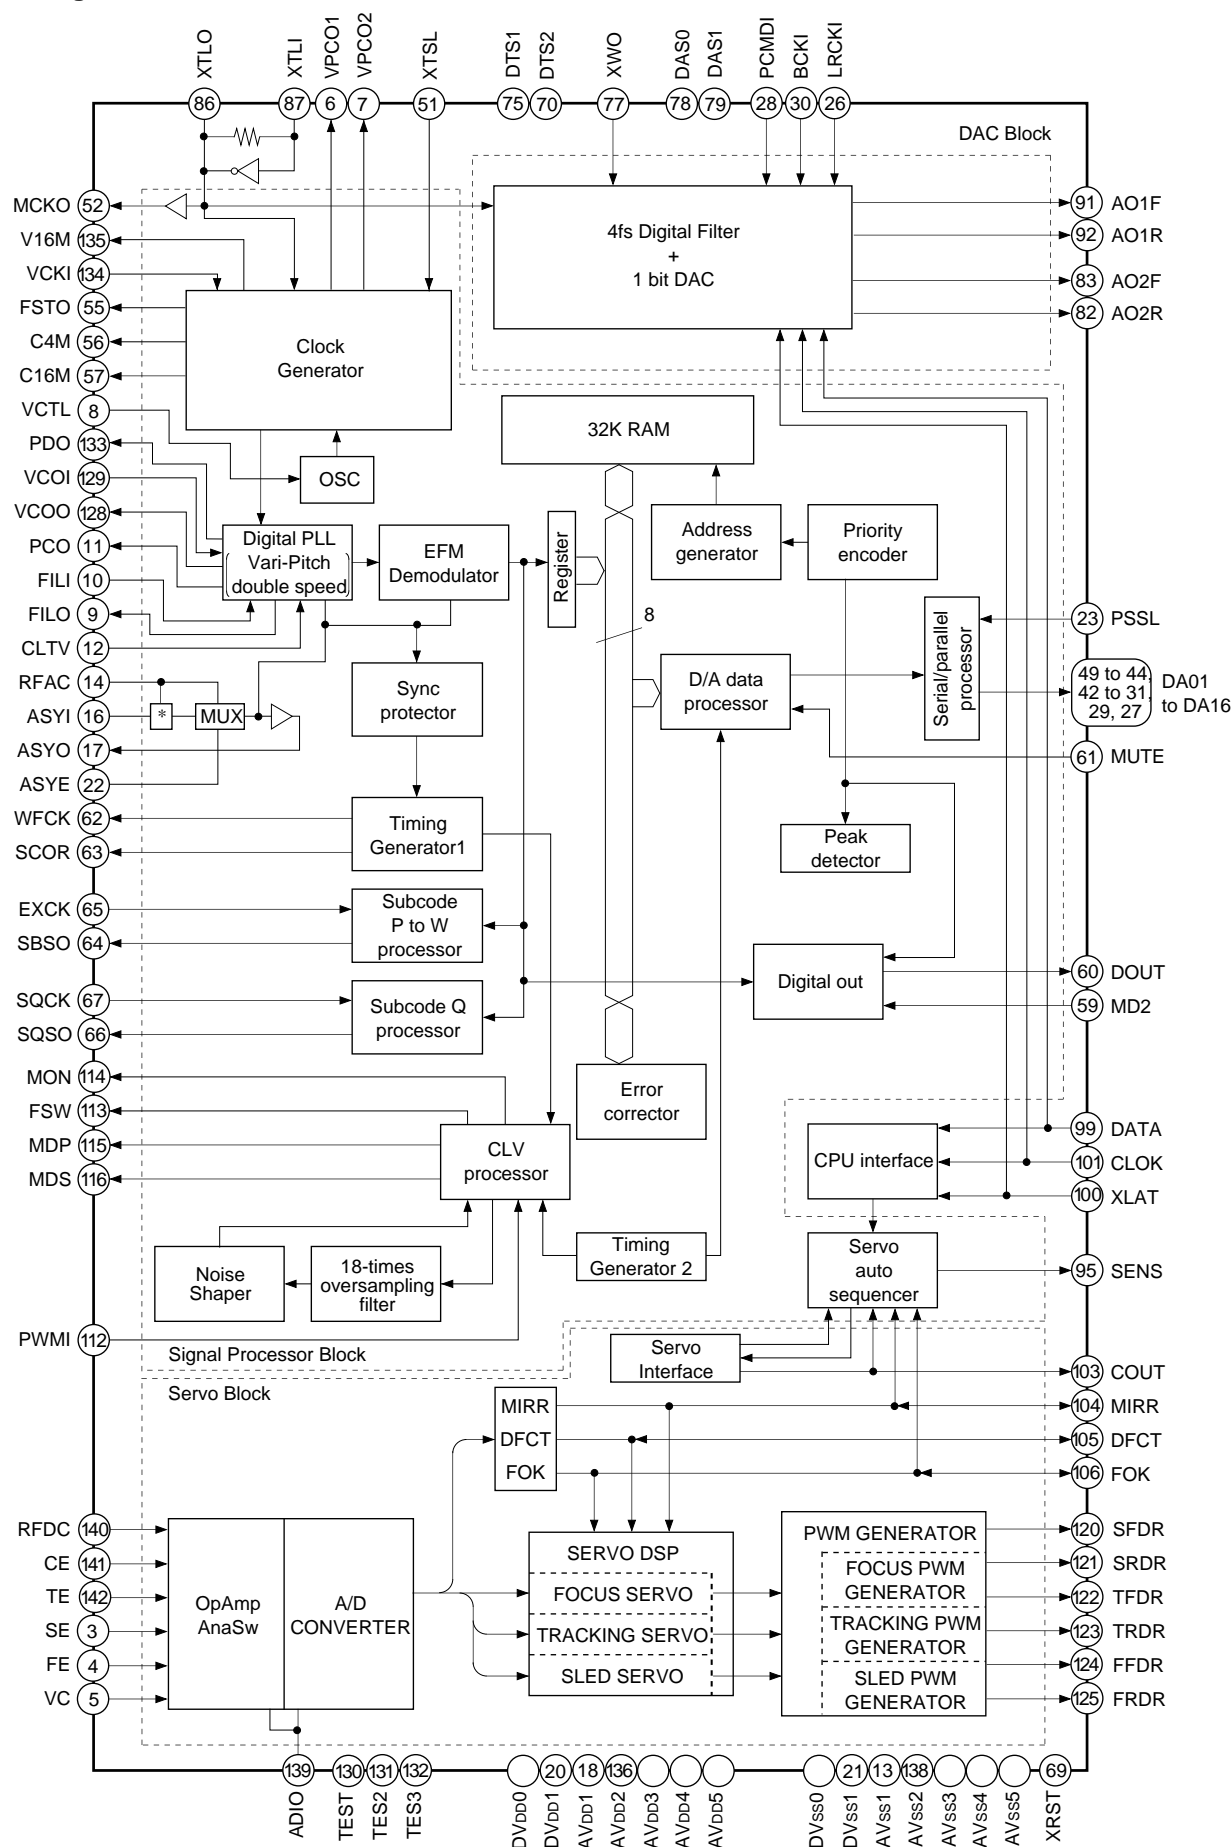 XTLO
XTLI
VPCO1
VPCO2
XTSL
DTS1
DTS2
XWO
DAS0
DAS1
PCMDI
BCKI
LRCKI
86
87
6
7
51
75
70
77
78
79
28
30
26
DAC Block
MCKO 52
V16M 135
VCKI 134
FSTO 55
C4M 56
C16M 57
VCTL 8
PDO 133
VCOI 129
VCOO 128
PCO 11
FILI 10
FILO 9
CLTV 12
RFAC 14
ASYI 16
ASYO 17
ASYE 22
WFCK 62
SCOR 63
EXCK 65
SBSO 64
SQCK 67
SQSO 66
MON 114
FSW 113
MDP 115
MDS 116
PWMI 112
4fs Digital Filter
+
1 bit DAC
91 AO1F
92 AO1R
83 AO2F
82 AO2R
Clock
Generator
OSC
32K RAM
Digital PLL
Vari-Pitch
double speed
EFM
Demodulator
Register
Address
generator
Priority
encoder
8
Sync
protector
D/A data
processor
Serial/parallel
processor
23 PSSL
49 to 44,
42 to 31,
29, 27
DA01
to DA16
61 MUTE
*
MUX
Timing
Generator1
Peak
detector
Subcode
P to W
processor
Subcode Q
processor
Digital out
60 DOUT
59 MD2
Error
corrector
CLV
processor
CPU interface
99 DATA
101 CLOK
100 XLAT
Noise
Shaper
18-times
oversampling
filter
Timing
Generator 2
Servo
auto
sequencer
95 SENS
Signal Processor Block
Servo
Interface
103 COUT
Servo Block
MIRR
DFCT
FOK
104 MIRR
105 DFCT
106 FOK
RFDC 140
CE 141
TE 142
SE 3
FE 4
VC 5
OpAmp
AnaSw
A/D
CONVERTER
SERVO DSP
FOCUS SERVO
TRACKING SERVO
SLED SERVO
PWM GENERATOR
FOCUS PWM
GENERATOR
TRACKING PWM
GENERATOR
SLED PWM
GENERATOR
120 SFDR
121 SRDR
122 TFDR
123 TRDR
124 FFDR
125 FRDR
139
130
131
132
20
18
136
21
13
138
69
ADIO
TEST
TES2
TES3
DVDD0
DVDD1
AVDD1
AVDD2
AVDD3
AVDD4
AVDD5
DVSS0
DVSS1
AVSS1
AVSS2
AVSS3
AVSS4
AVSS5
XRST